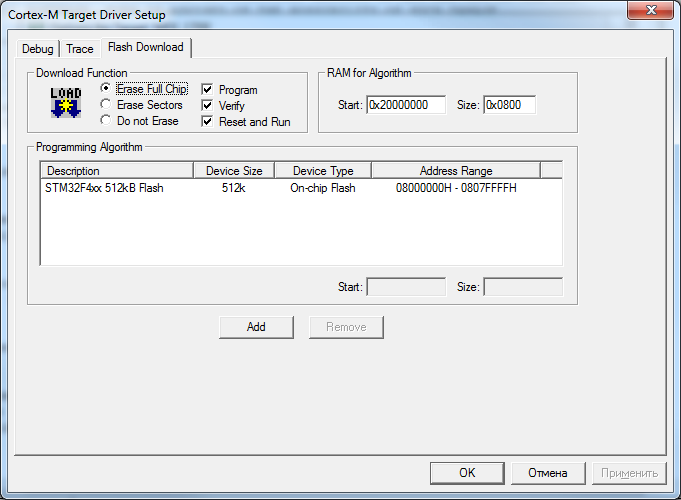 Cortex-M Target Driver Setup
Debug Trace Flash Download
Download Function
LOAD
Erase Full Chip
Erase Sectors
Do not Erase
Program
Verify
Reset and Run
RAM for Algorithm
Start: 0x20000000 Size: 0x0800
Programming Algorithm
Description Device Size Device Type Address Range
STM32F4xx 512kB Flash 512k On-chip Flash 08000000H - 0807FFFFH
Start: Size:
Add Remove
OK Отмена Применить